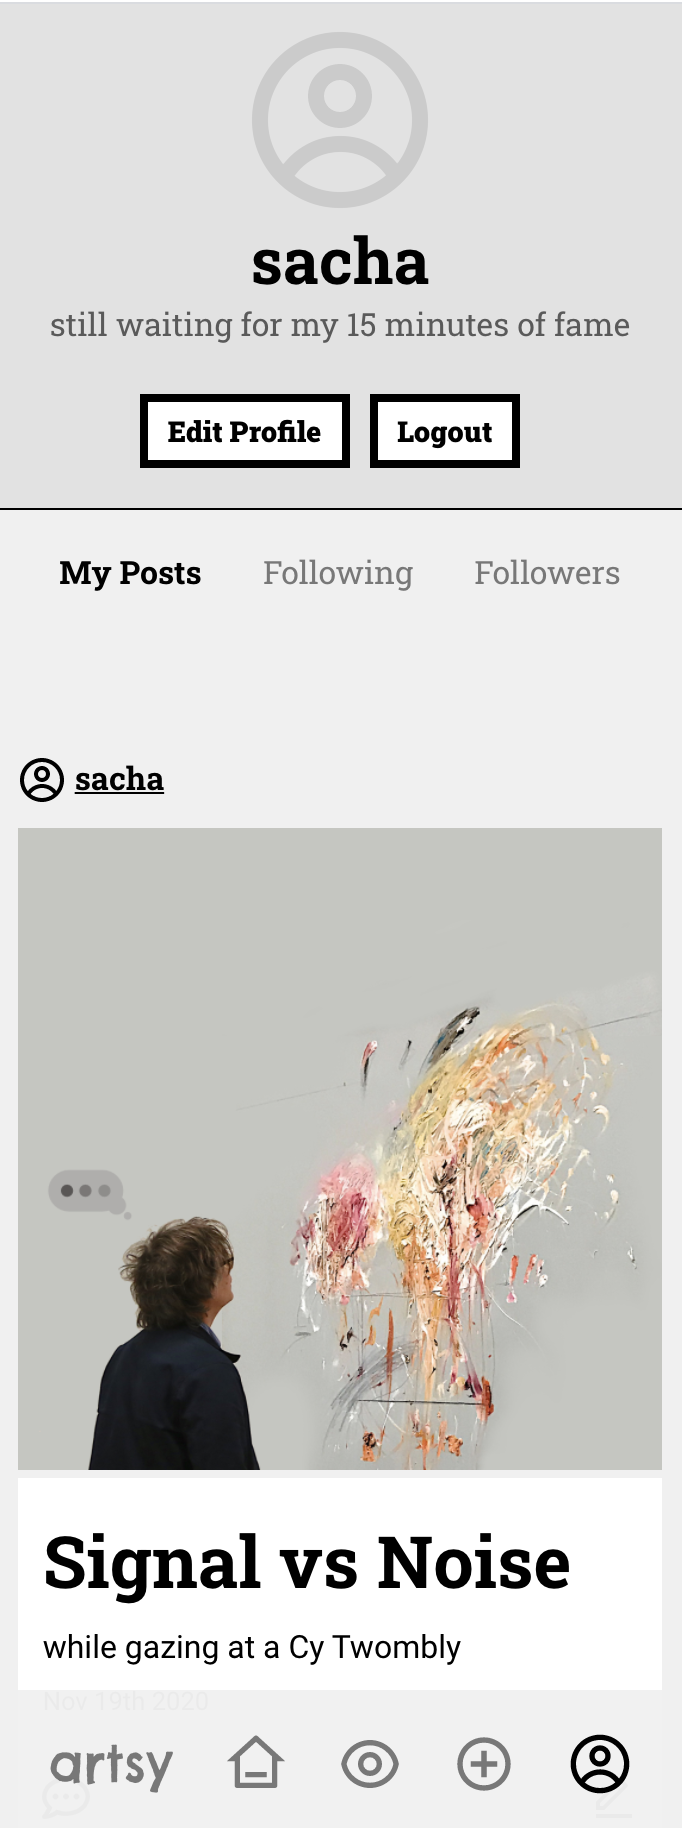 sacha
still waiting for my 15 minutes of fame
Edit Profile Logout
My Posts Following Followers
sacha
Signal vs Noise
while gazing at a Cy Twombly
Nov 19th 2020
artsy